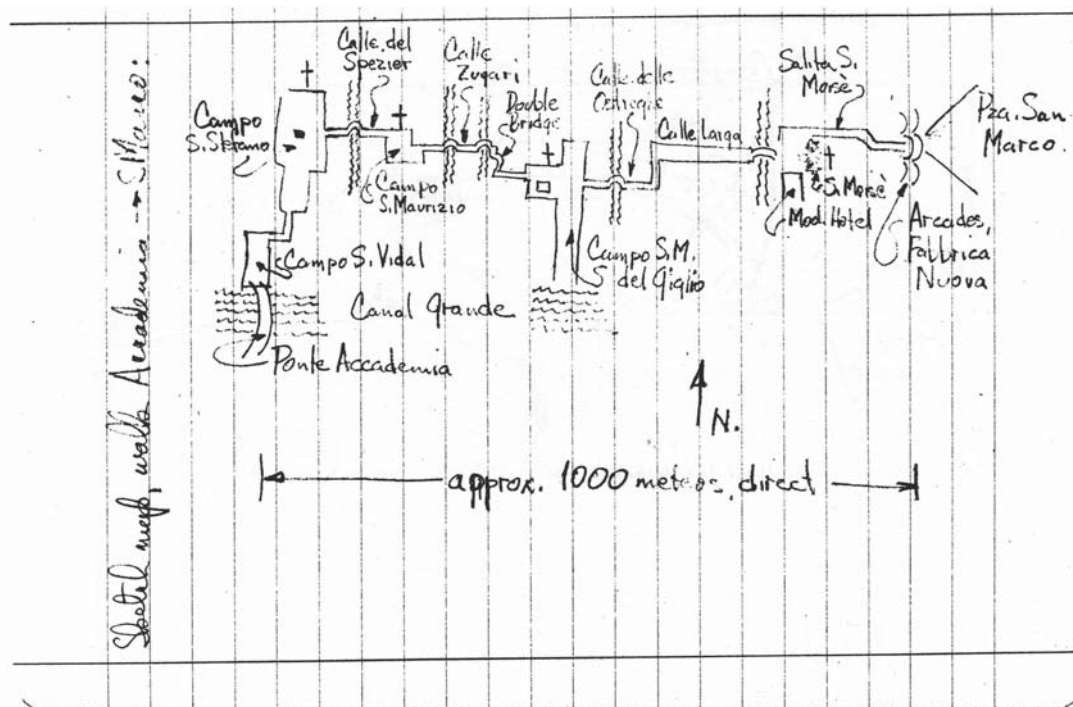 Sketch map, walk Accademia → S. Marco:
Calle del
Spezier
Calle
Zugari
Double
Bridge
Calle delle
Ostreghe
Calle Larga
Salita S.
Moisè
Pza. San
Marco.
Campo
S. Stefano
Campo
S. Maurizio
S. Moisè
Mod. Hotel
Arcades,
Fabbrica
Nuova
Campo S. Vidal
Campo S.M.
del Giglio
Canal Grande
Ponte Accademia
N.
approx. 1000 meters, direct